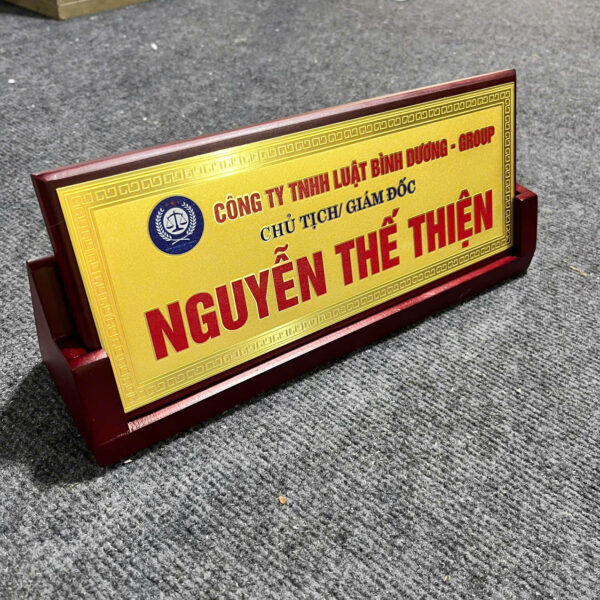 CÔNG TY TNHH LUẬT BÌNH DƯƠNG - GROUP
CHỦ TỊCH/ GIÁM ĐỐC
NGUYỄN THẾ THIỆN